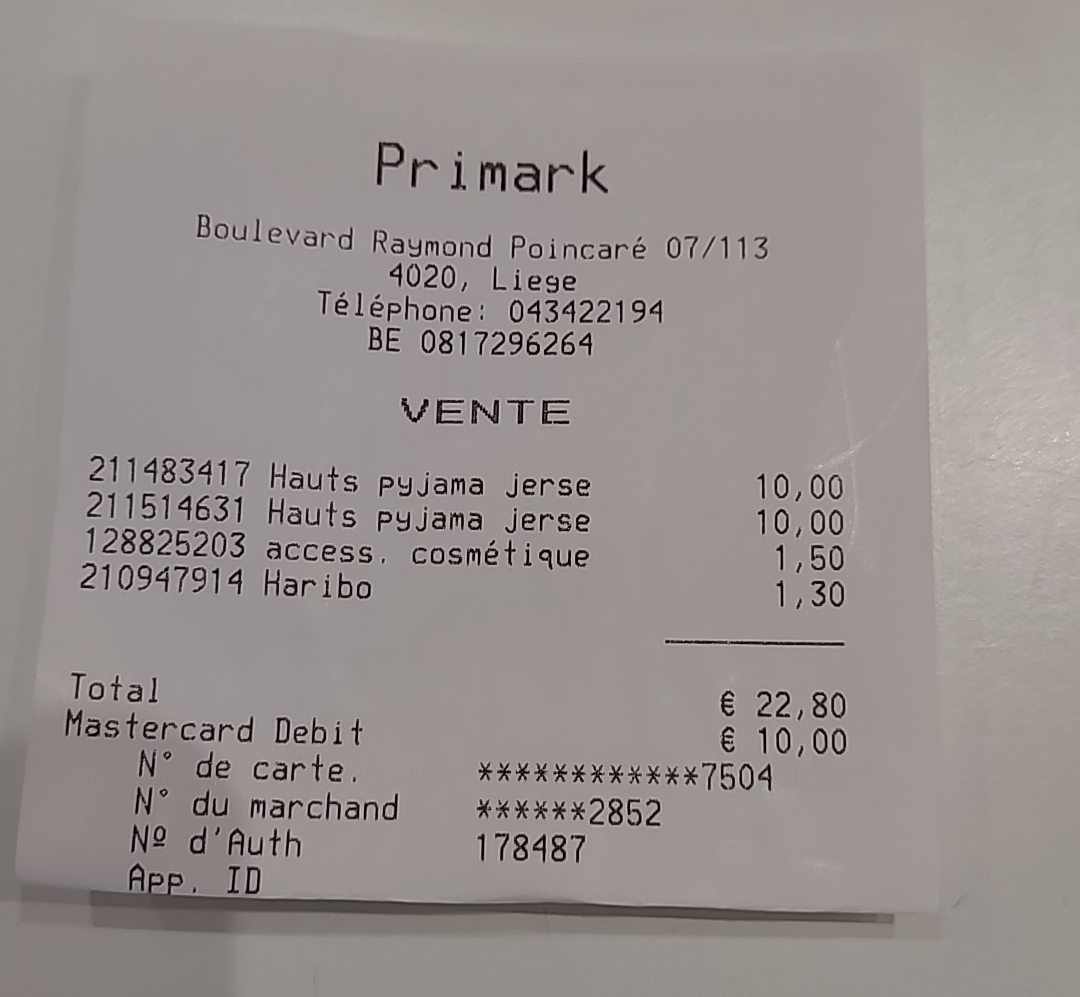 Primark
Boulevard Raymond Poincaré 07/113
4020, Liege
Téléphone: 043422194
BE 0817296264
VENTE
211483417 Hauts pyjama jerse 10,00
211514631 Hauts pyjama jerse 10,00
128825203 access. cosmétique 1,50
210947914 Haribo 1,30
Total € 22,80
Mastercard Debit € 10,00
N° de carte. ************7504
N° du marchand ******2852
Nº d'Auth 178487
App. ID